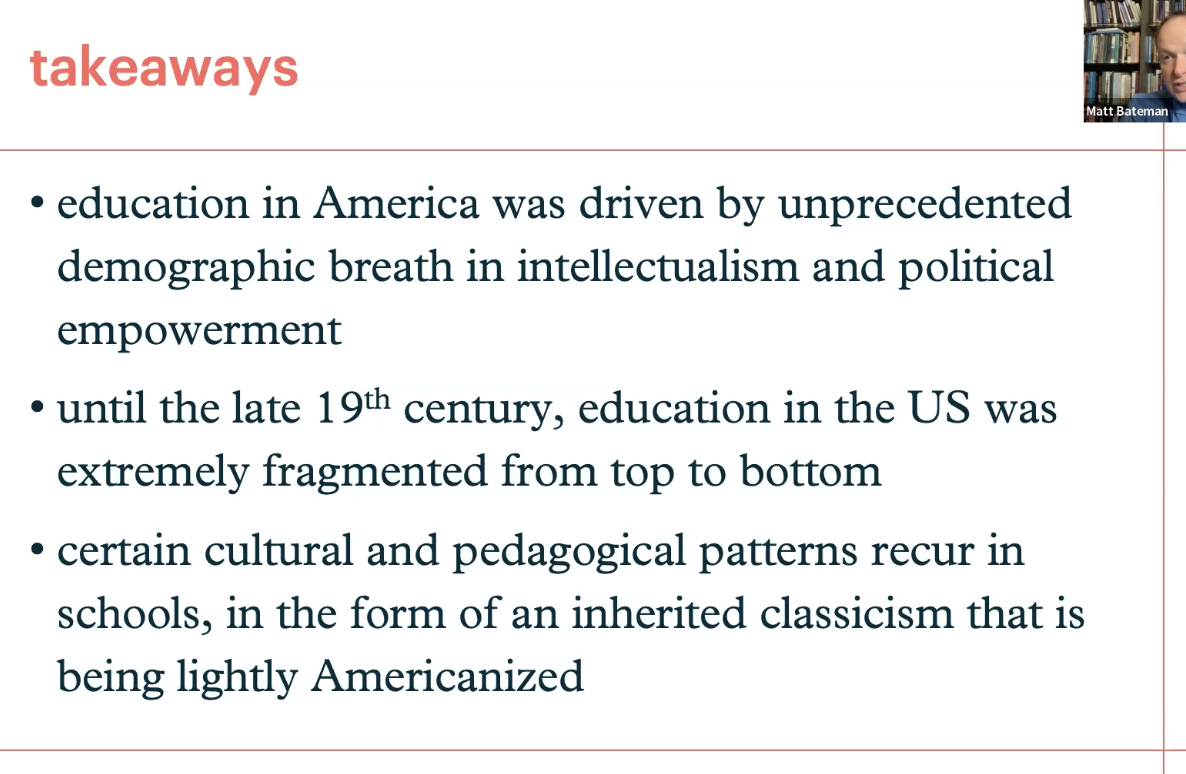 takeaways
Matt Bateman
• education in America was driven by unprecedented
demographic breath in intellectualism and political
empowerment
• until the late 19th century, education in the US was
extremely fragmented from top to bottom
• certain cultural and pedagogical patterns recur in
schools, in the form of an inherited classicism that is
being lightly Americanized